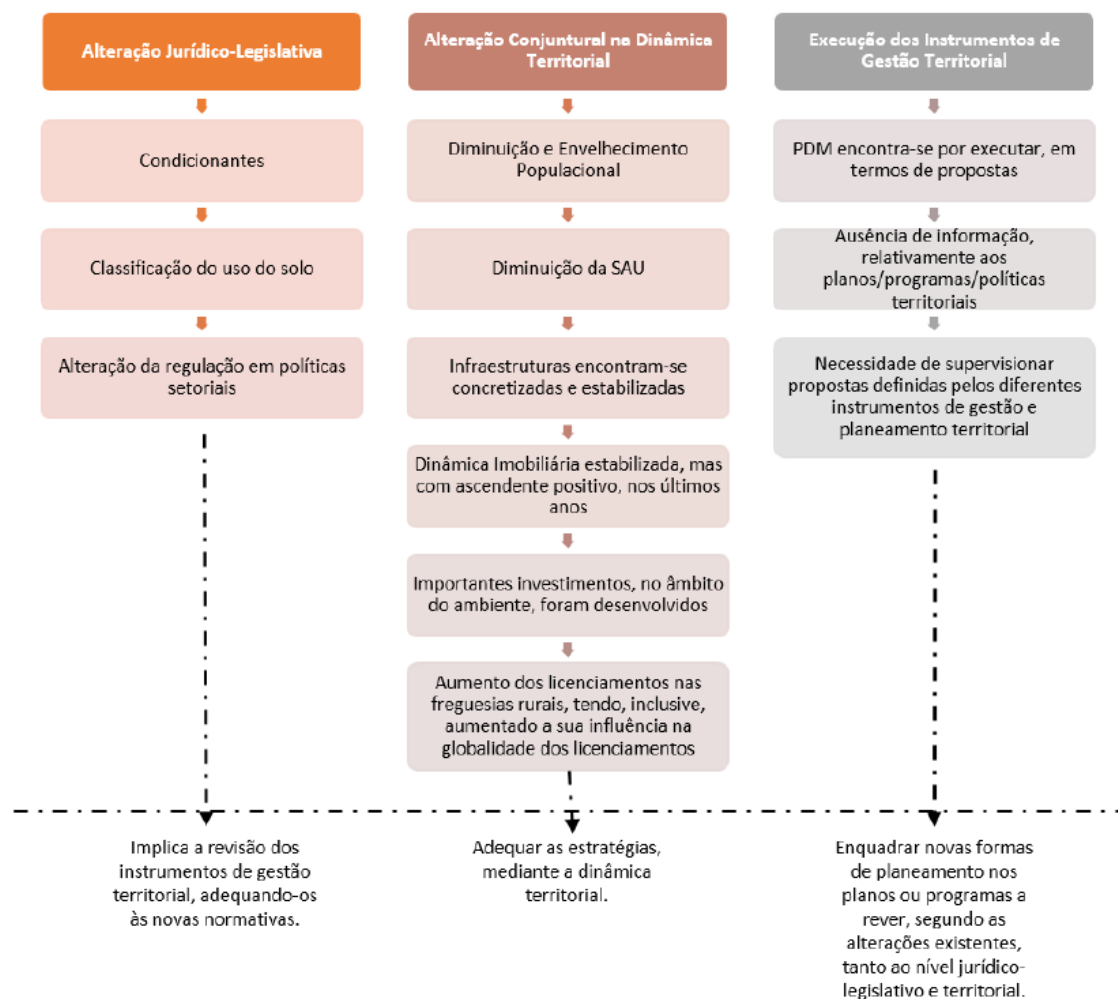 Alteração Jurídico-Legislativa
Condicionantes
Classificação do uso do solo
Alteração da regulação em políticas
setoriais
Implica a revisão dos
instrumentos de gestão
territorial, adequando-os
às novas normativas.
Alteração Conjuntural na Dinâmica
Territorial
Diminuição e Envelhecimento
Populacional
Diminuição da SAU
Infraestruturas encontram-se
concretizadas e estabilizadas
Dinâmica Imobiliária estabilizada, mas
com ascendente positivo, nos últimos
anos
Importantes investimentos, no âmbito
do ambiente, foram desenvolvidos
Aumento dos licenciamentos nas
freguesias rurais, tendo, inclusive,
aumentado a sua influência na
globalidade dos licenciamentos
Adequar as estratégias,
mediante a dinâmica
territorial.
Execução dos Instrumentos de
Gestão Territorial
PDM encontra-se por executar, em
termos de propostas
Ausência de informação,
relativamente aos
planos/programas/políticas
territoriais
Necessidade de supervisionar
propostas definidas pelos diferentes
instrumentos de gestão e
planeamento territorial
Enquadrar novas formas
de planeamento nos
planos ou programas a
rever, segundo as
alterações existentes,
tanto ao nível jurídico-
legislativo e territorial.